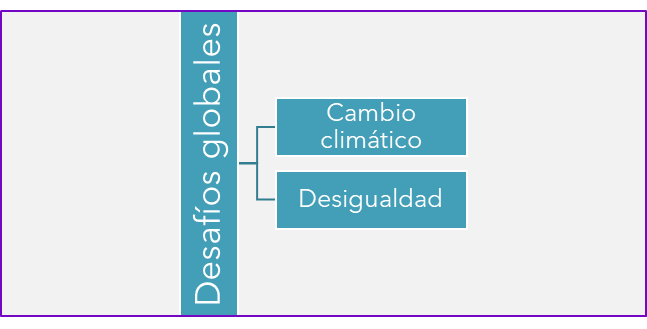 Desafíos globales
Cambio
climático
Desigualdad